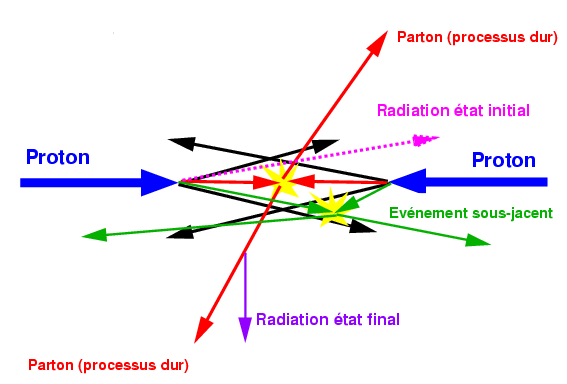 Parton (processus dur)
Radiation état initial
Proton
Proton
Evénement sous-jacent
Radiation état final
Parton (processus dur)